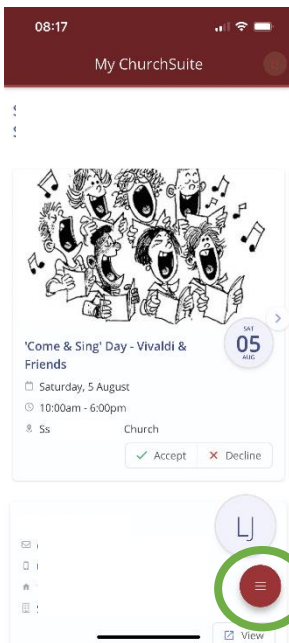 08:17
My ChurchSuite
'Come & Sing' Day - Vivaldi &
Friends
SAT
05
AUG
Saturday, 5 August
10:00am - 6:00pm
Ss Church
Accept Decline
LJ
View